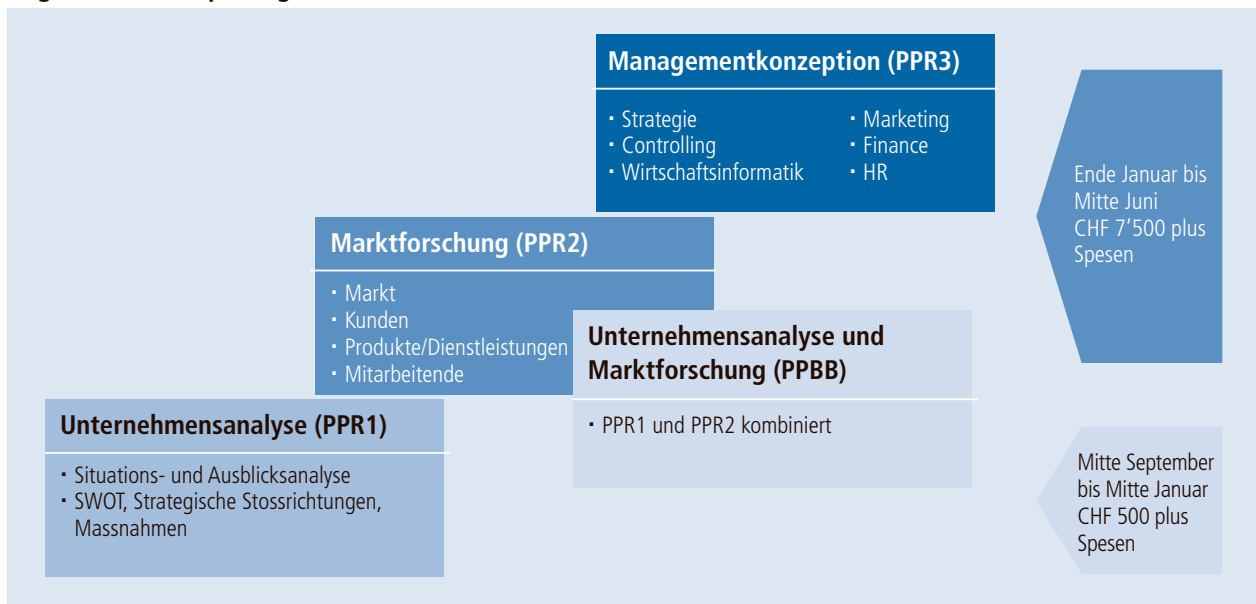 Managementkonzeption (PPR3)
· Strategie
· Controlling
· Wirtschaftsinformatik
· Marketing
· Finance
· HR
Ende Januar bis
Mitte Juni
CHF 7’500 plus
Spesen
Marktforschung (PPR2)
· Markt
· Kunden
· Produkte/Dienstleistungen
· Mitarbeitende
Unternehmensanalyse und
Marktforschung (PPBB)
· PPR1 und PPR2 kombiniert
Unternehmensanalyse (PPR1)
· Situations- und Ausblicksanalyse
· SWOT, Strategische Stossrichtungen,
Massnahmen
Mitte September
bis Mitte Januar
CHF 500 plus
Spesen